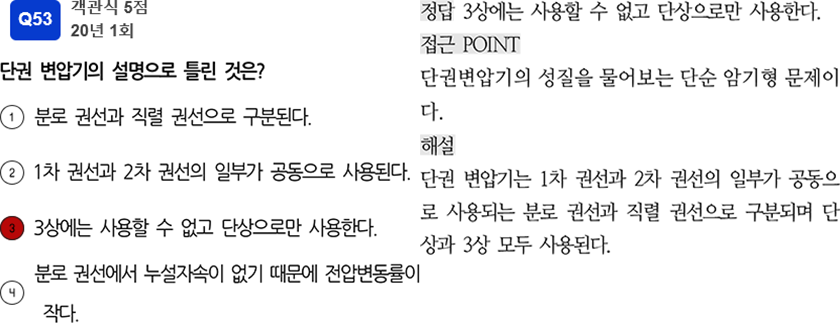 Q53
객관식 5점
20년 1회
단권 변압기의 설명으로 틀린 것은?
1 분로 권선과 직렬 권선으로 구분된다.
2 1차 권선과 2차 권선의 일부가 공동으로 사용된다.
3 3상에는 사용할 수 없고 단상으로만 사용한다.
4 분로 권선에서 누설자속이 없기 때문에 전압변동률이
작다.
정답 3상에는 사용할 수 없고 단상으로만 사용한다.
접근 POINT
단권변압기의 성질을 물어보는 단순 암기형 문제이
다.
해설
단권 변압기는 1차 권선과 2차 권선의 일부가 공동으
로 사용되는 분로 권선과 직렬 권선으로 구분되며 단
상과 3상 모두 사용된다.